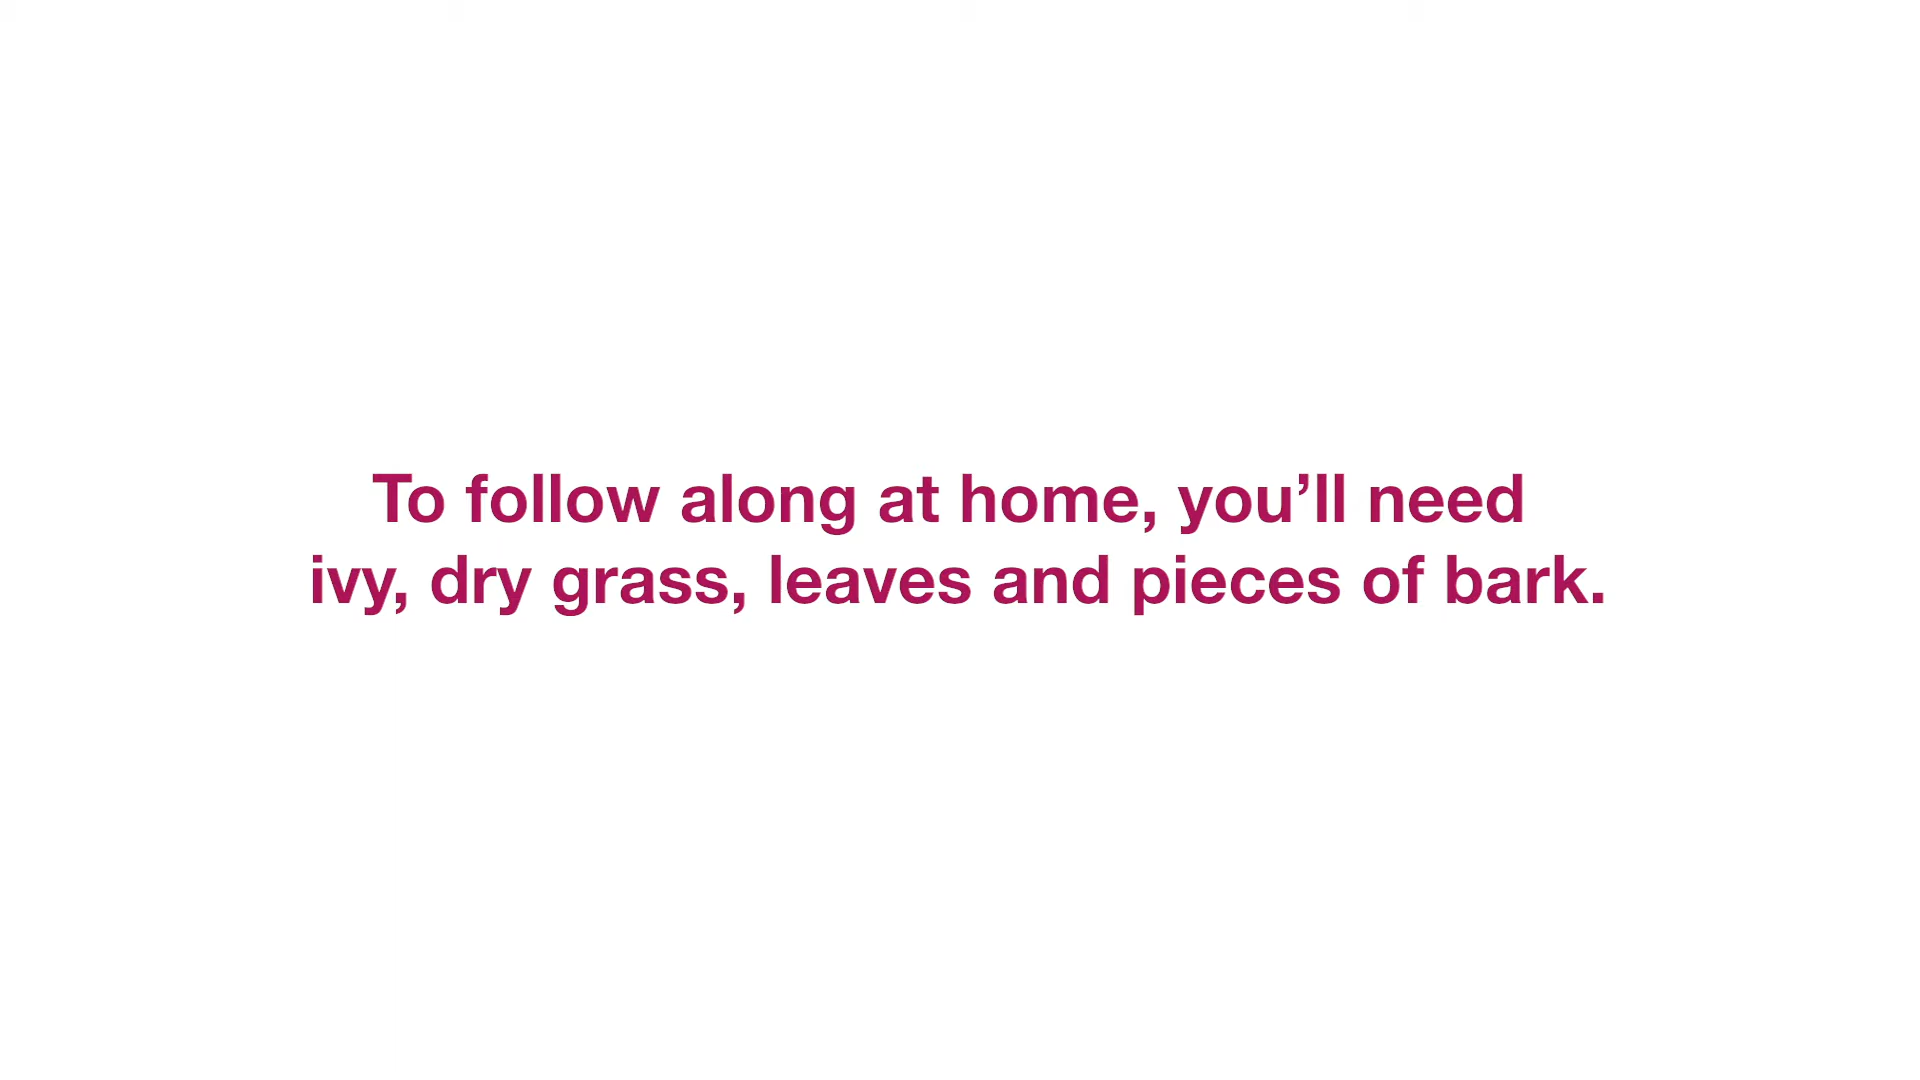 To follow along at home, you’ll need
ivy, dry grass, leaves and pieces of bark.